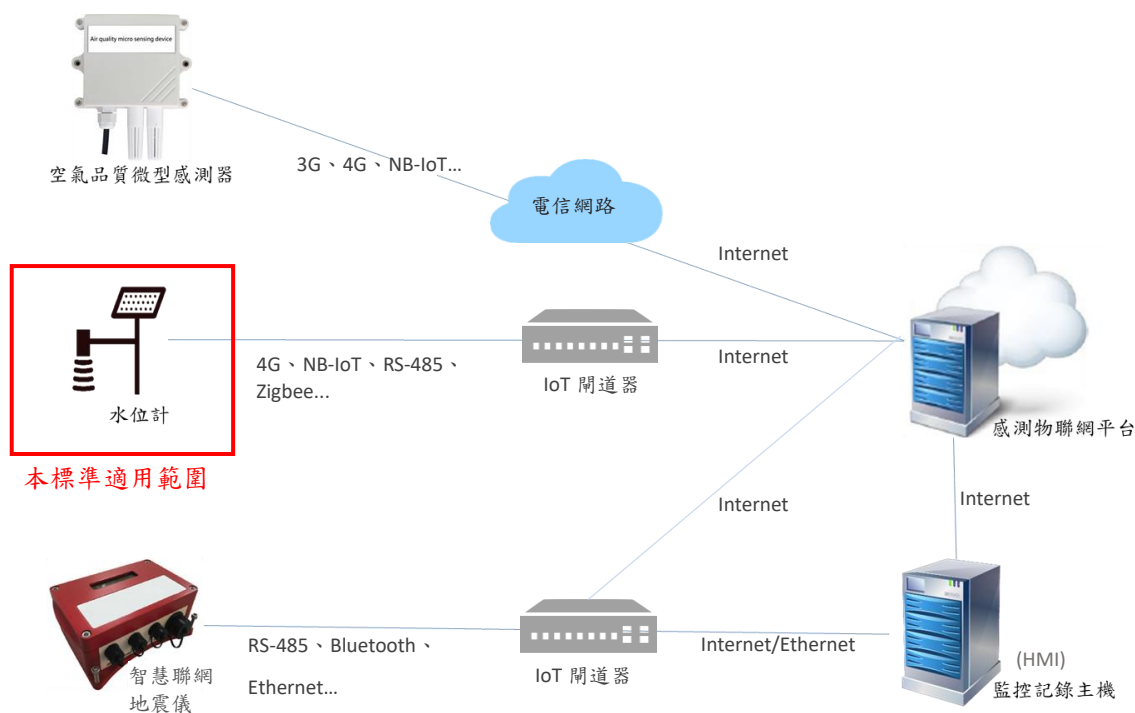 Air quality micro sensing device
空氣品質微型感測器
3G、4G、NB-IoT...
電信網路
Internet
水位計
4G、NB-IoT、RS-485、
Zigbee...
IoT 閘道器
Internet
感測物聯網平台
本標準適用範圍
Internet
Internet
智慧聯網
地震儀
RS-485、Bluetooth、
Ethernet...
IoT 閘道器
Internet/Ethernet
(HMI)
監控記錄主機